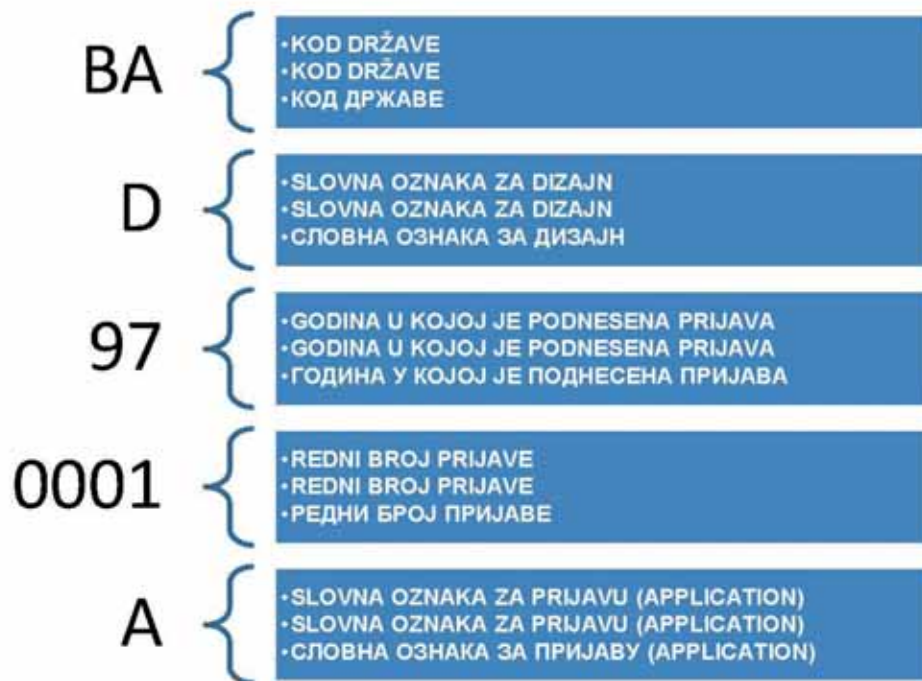 BA
•KOD DRŽAVE
•KOD DRŽAVE
•КОД ДРЖАВЕ
D
•SLOVNA OZNAKA ZA DIZAJN
•SLOVNA OZNAKA ZA DIZAJN
•СЛОВНА ОЗНАКА ЗА ДИЗАЈН
97
•GODINA U KOJOJ JE PODNESENA PRIJAVA
•GODINA U KOJOJ JE PODNESENA PRIJAVA
•ГОДИНА У КОЈОЈ ЈЕ ПОДНЕСЕНА ПРИЈАВА
0001
•REDNI BROJ PRIJAVE
•REDNI BROJ PRIJAVE
•РЕДНИ БРОЈ ПРИЈАВЕ
A
•SLOVNA OZNAKA ZA PRIJAVU (APPLICATION)
•SLOVNA OZNAKA ZA PRIJAVU (APPLICATION)
•СЛОВНА ОЗНАКА ЗА ПРИЈАВУ (APPLICATION)